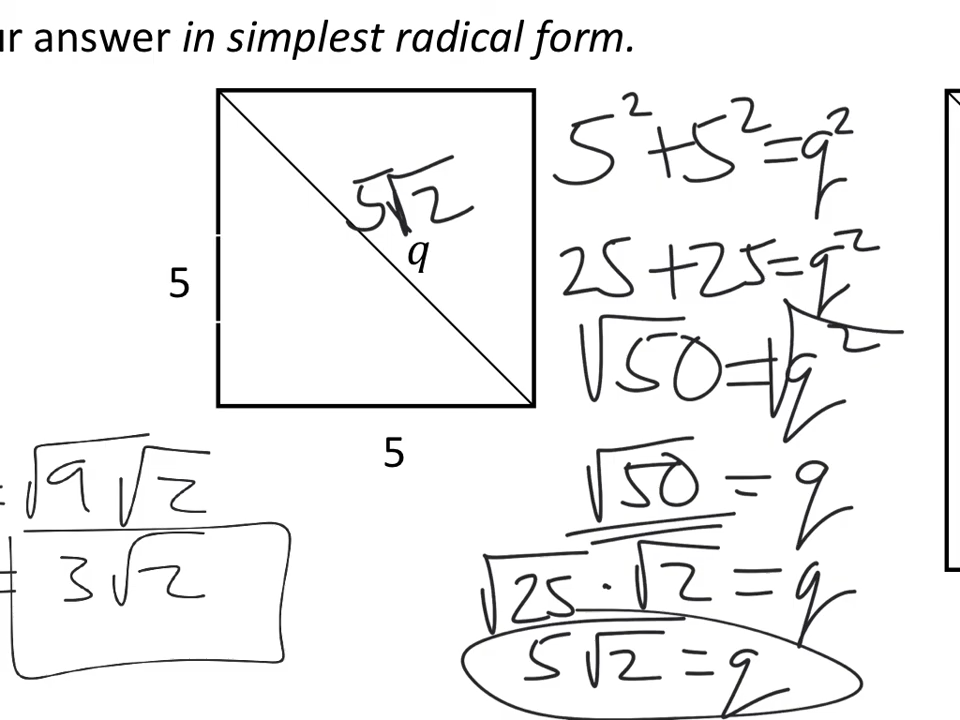 ur answer in simplest radical form.
5√2
q
5
5
5² + 5² = q²
25 + 25 = q²
√50 = √q²
√50 = q
√25 · √2 = q
5√2 = q
= √9 √2
= 3√2